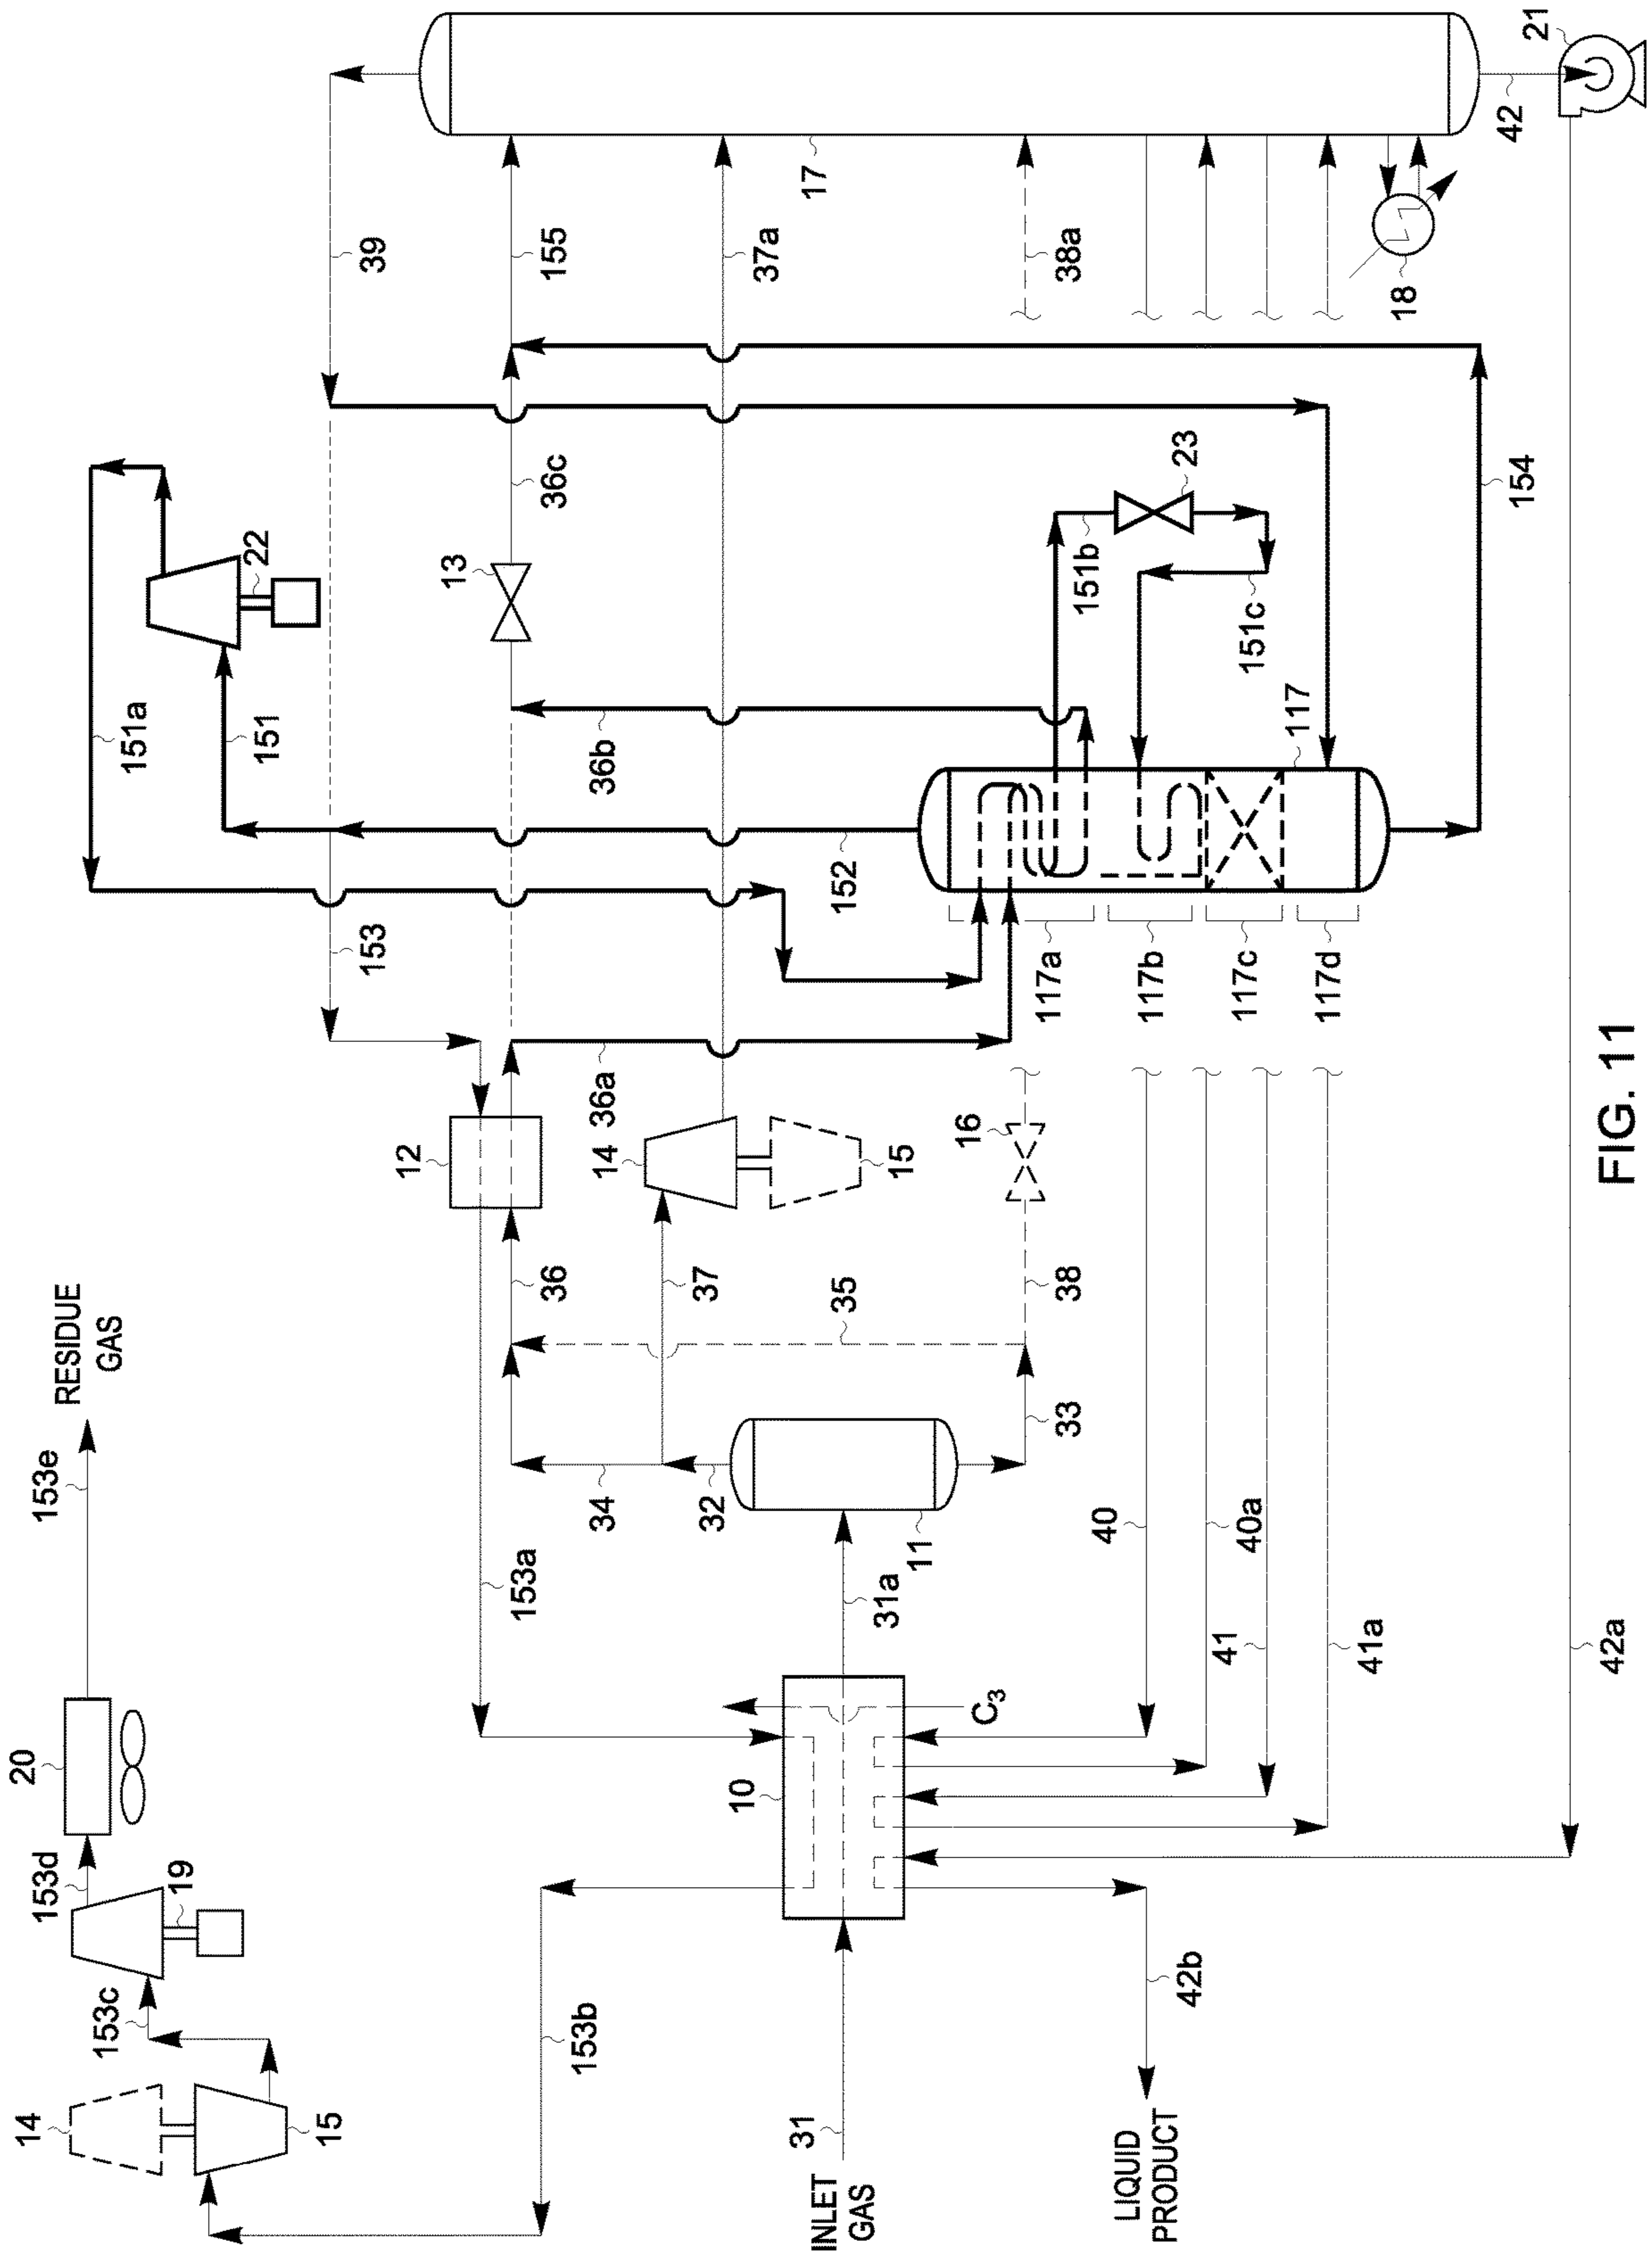 RESIDUE
GAS
153e
20
153d
19
153c
14
15
153b
153a
12
153
151a
151
22
39
13
36c
155
36b
36a
36
34
37
14
15
37a
17
152
35
32
11
33
38
16
38a
31a
10
C3
31
INLET
GAS
117a
117b
117c
117d
117
151b
23
151c
154
18
40
40a
41
41a
42
21
42a
42b
LIQUID
PRODUCT
FIG. 11